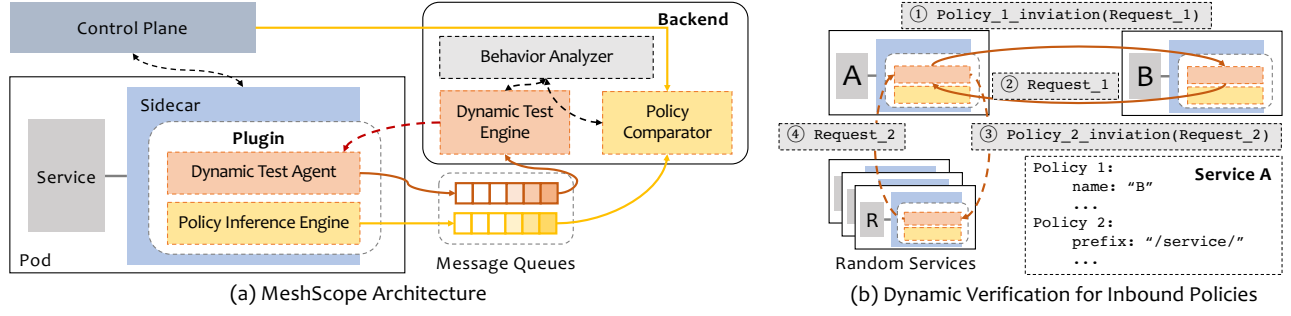 Control Plane
Backend
Behavior Analyzer
Sidecar
Plugin
Service
Dynamic Test Agent
Policy Inference Engine
Pod
Dynamic Test
Engine
Policy
Comparator
Message Queues
(a) MeshScope Architecture
① Policy_1_inviation(Request_1)
A
B
② Request_1
④ Request_2
③ Policy_2_inviation(Request_2)
R
Random Services
Service A
Policy 1:
name: “B”
...
Policy 2:
prefix: “/service/”
...
(b) Dynamic Verification for Inbound Policies